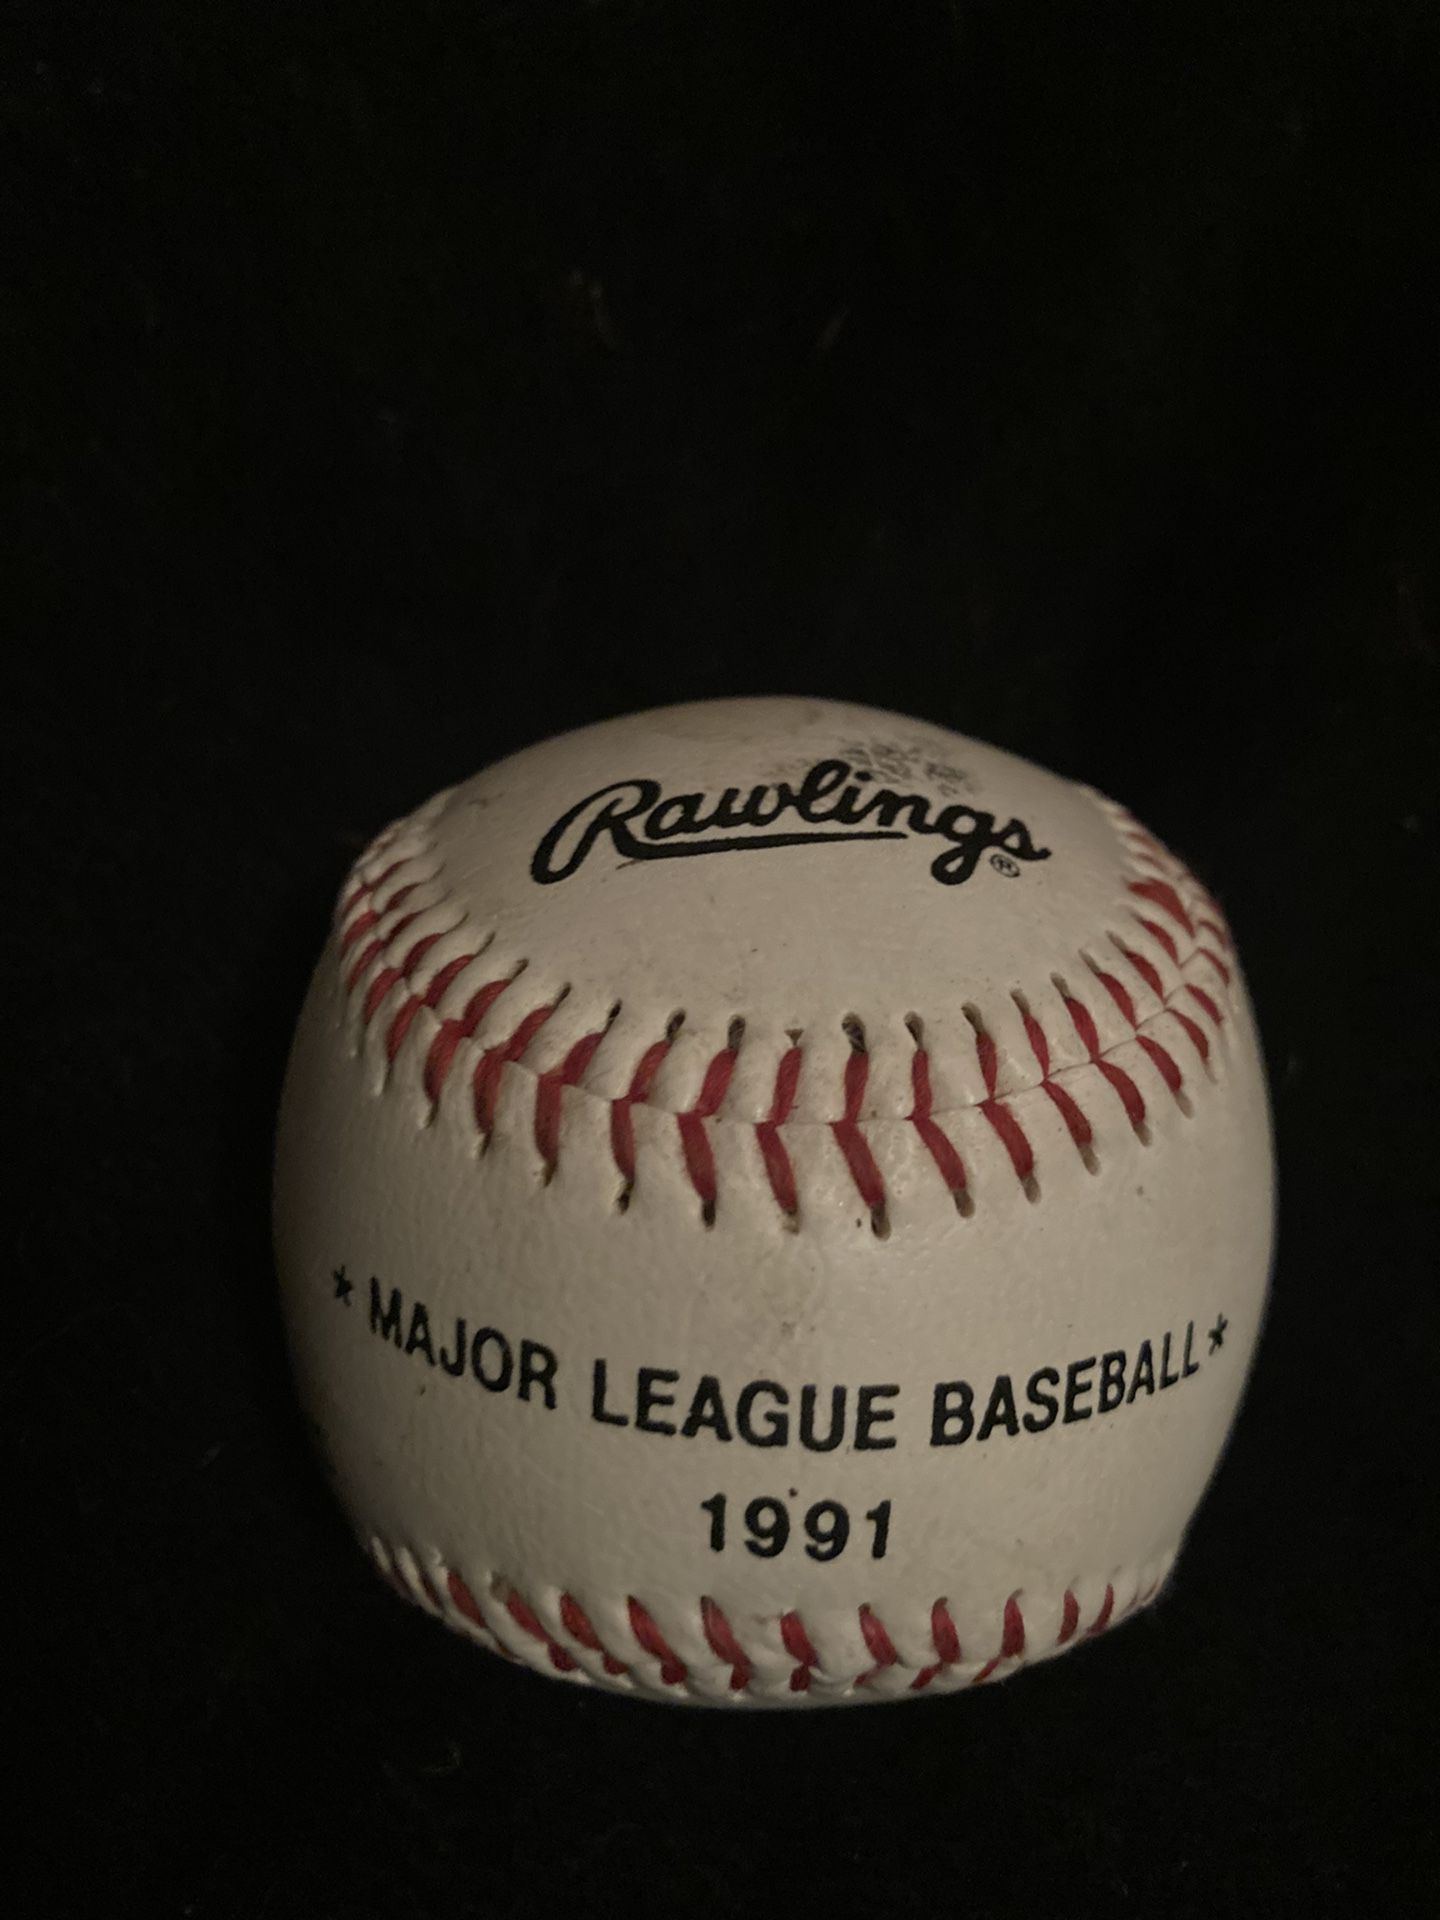 Rawlings®
* MAJOR LEAGUE BASEBALL *
1991